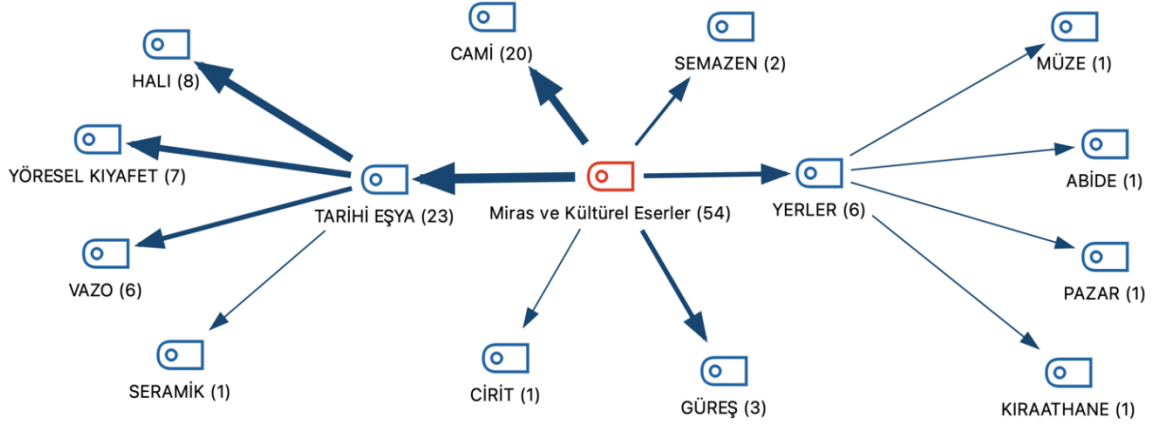 CAMİ (20)
SEMAZEN (2)
MÜZE (1)
HALI (8)
YÖRESEL KIYAFET (7)
ABİDE (1)
TARİHİ EŞYA (23)
Miras ve Kültürel Eserler (54)
YERLER (6)
VAZO (6)
PAZAR (1)
SERAMİK (1)
CİRİT (1)
GÜREŞ (3)
KIRAATHANE (1)